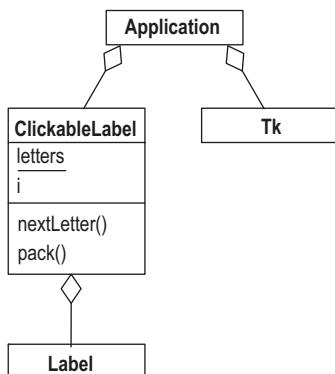 Application
ClickableLabel
Tk
letters
i
nextLetter()
pack()
Label